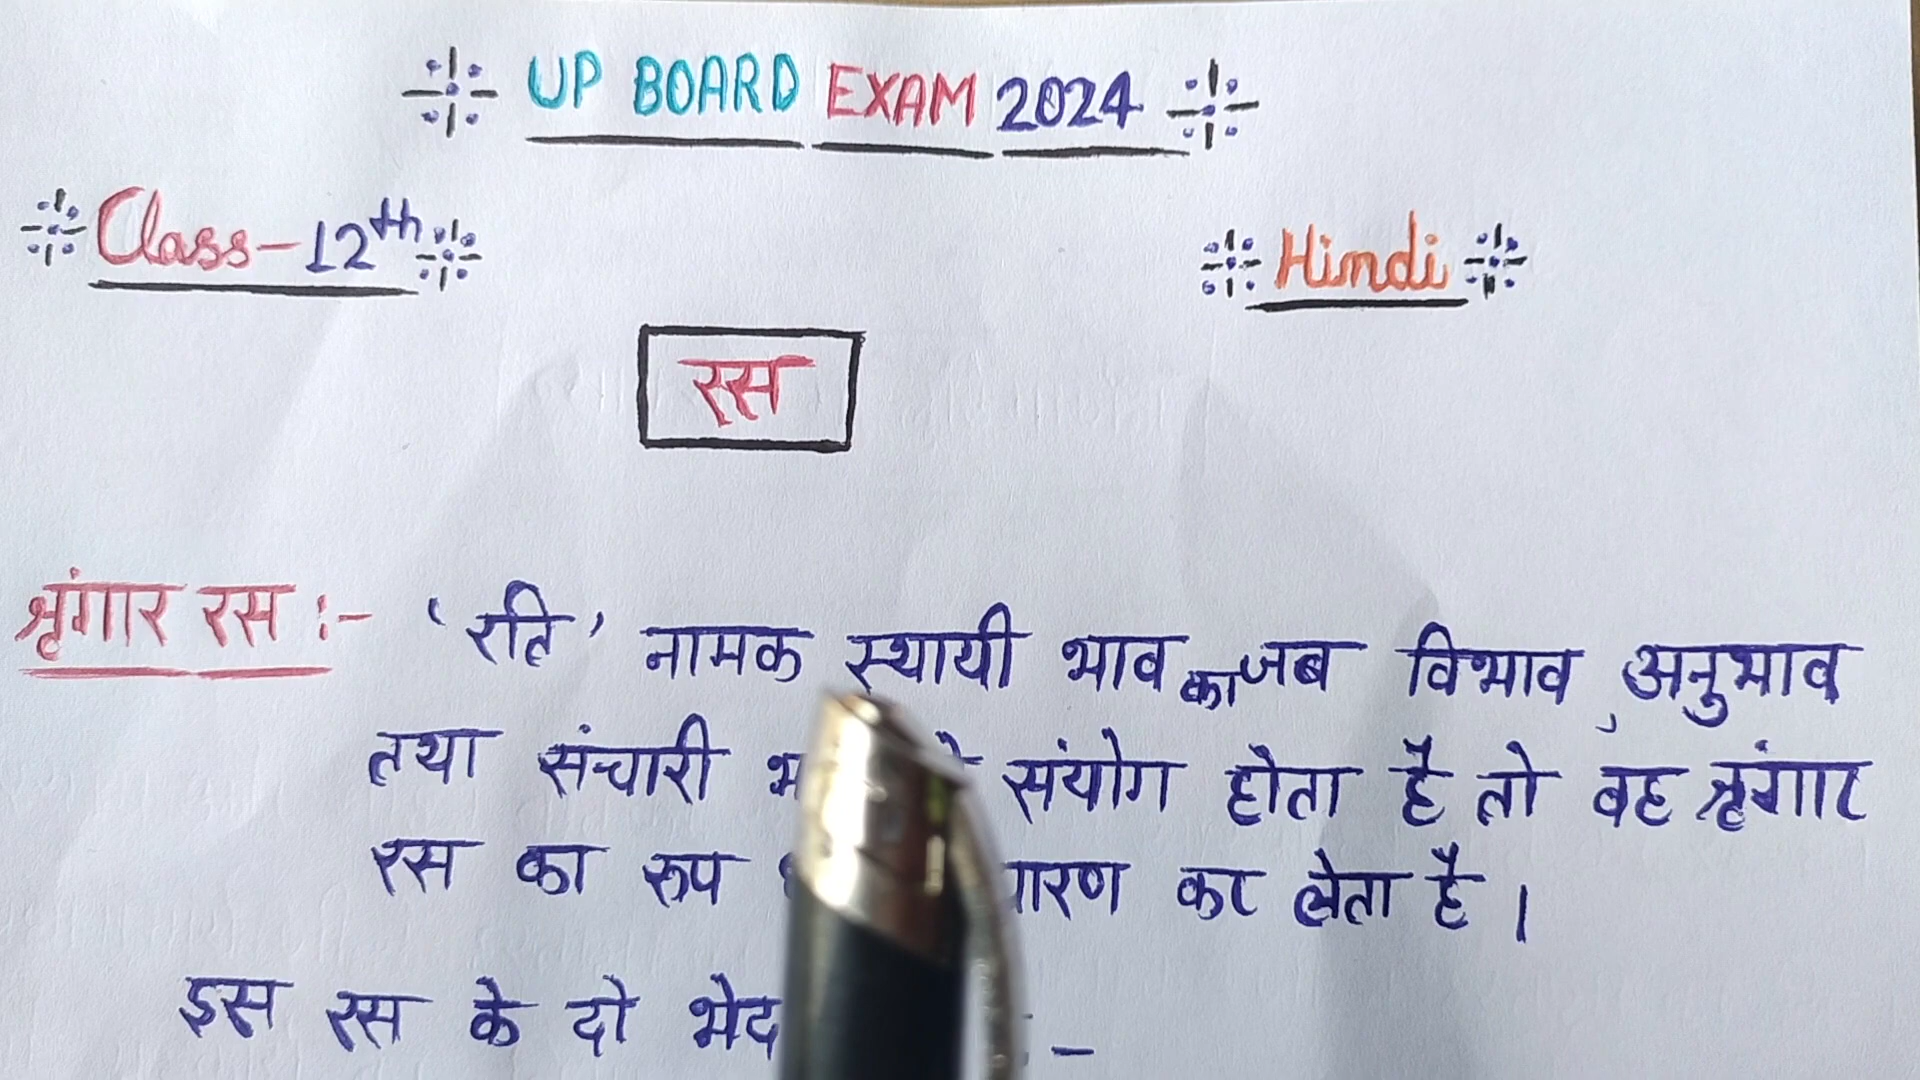 UP BOARD EXAM 2024
Class-12th Hindi
रस
श्रृंगार रस :- 'रति' नामक स्थायी भाव का जब विभाव, अनुभाव
तथा संचारी संयोग होता है तो वह श्रृंगार
रस का रूप कर लेता है।
इस रस के दो भेद :-